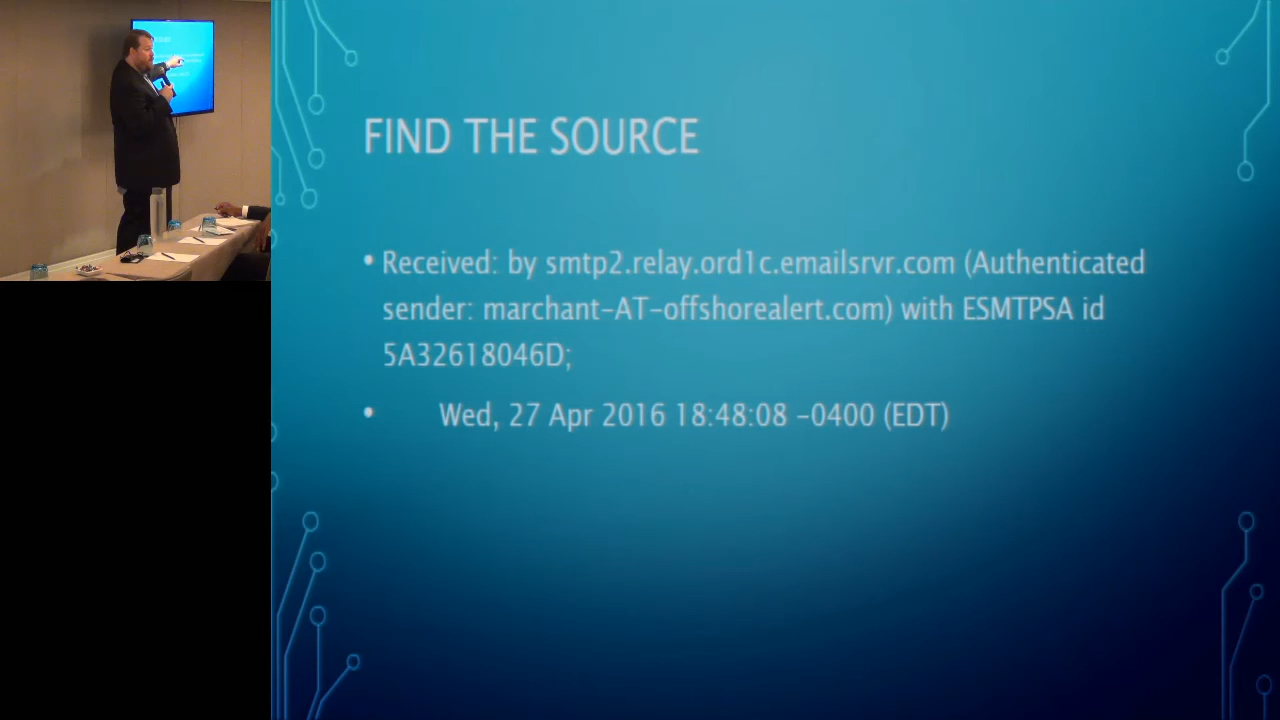 FIND THE SOURCE
• Received: by smtp2.relay.ord1c.emailsrvr.com (Authenticated
sender: marchant-AT-offshorealert.com) with ESMTPSA id
5A32618046D;
• Wed, 27 Apr 2016 18:48:08 -0400 (EDT)